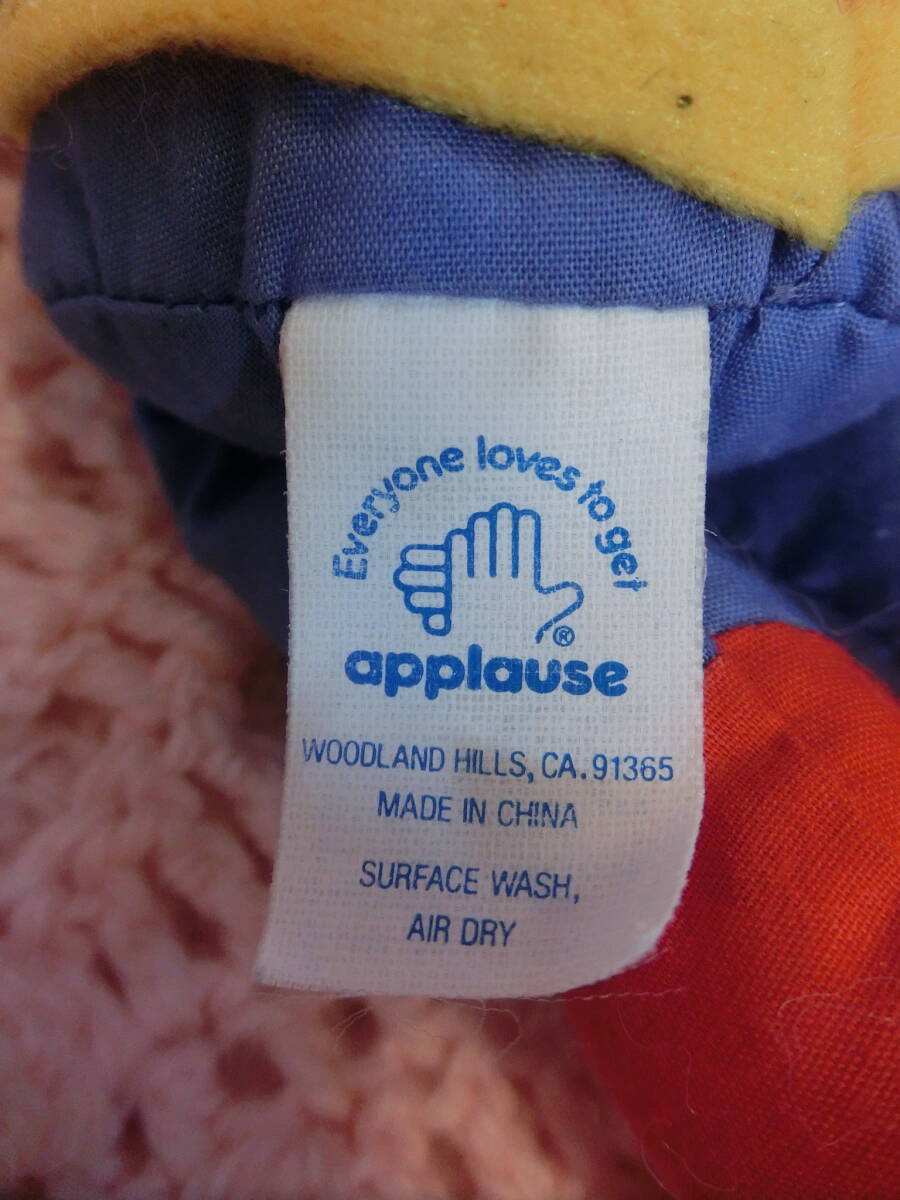 Everyone loves to get
®
applause
WOODLAND HILLS, CA. 91365
MADE IN CHINA
SURFACE WASH,
AIR DRY